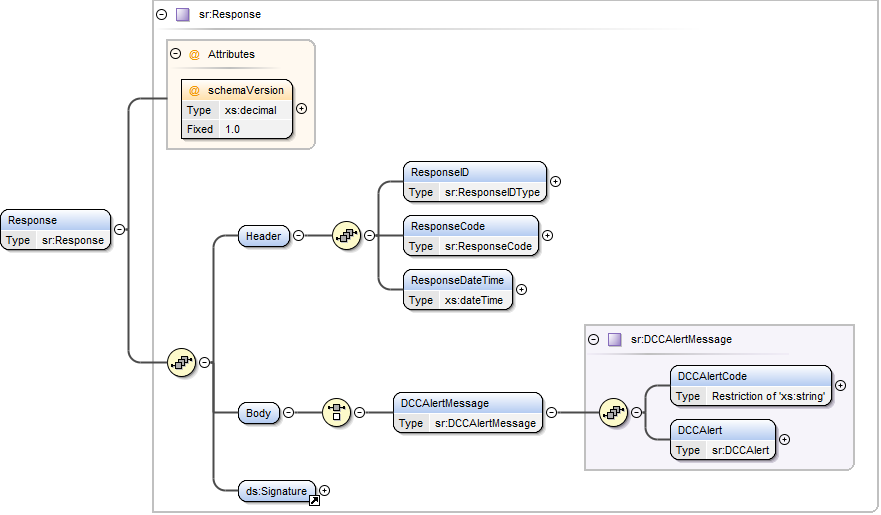 sr:Response
@ Attributes
@ schemaVersion
Type xs:decimal
Fixed 1.0
ResponseID
Type sr:ResponseIDType
Response
Type sr:Response
Header
ResponseCode
Type sr:ResponseCode
ResponseDateTime
Type xs:dateTime
sr:DCCAlertMessage
DCCAlertCode
Type Restriction of 'xs:string'
Body
DCCAlertMessage
Type sr:DCCAlertMessage
DCCAlert
Type sr:DCCAlert
ds:Signature